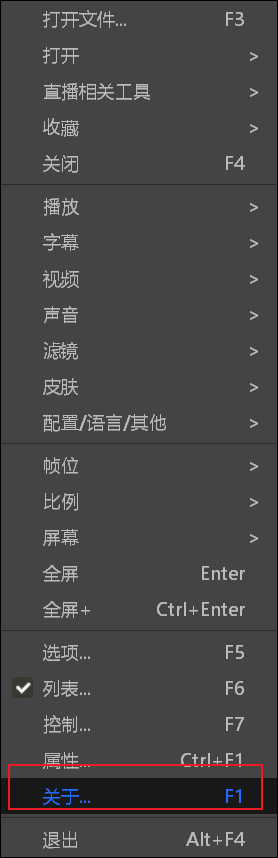 打开文件... F3
打开 >
直播相关工具 >
收藏 >
关闭 F4
播放 >
字幕 >
视频 >
声音 >
滤镜 >
皮肤 >
配置/语言/其他 >
帧位 >
比例 >
屏幕 >
全屏 Enter
全屏+ Ctrl+Enter
选项... F5
列表... F6
控制... F7
属性... Ctrl+F1
关于... F1
退出 Alt+F4